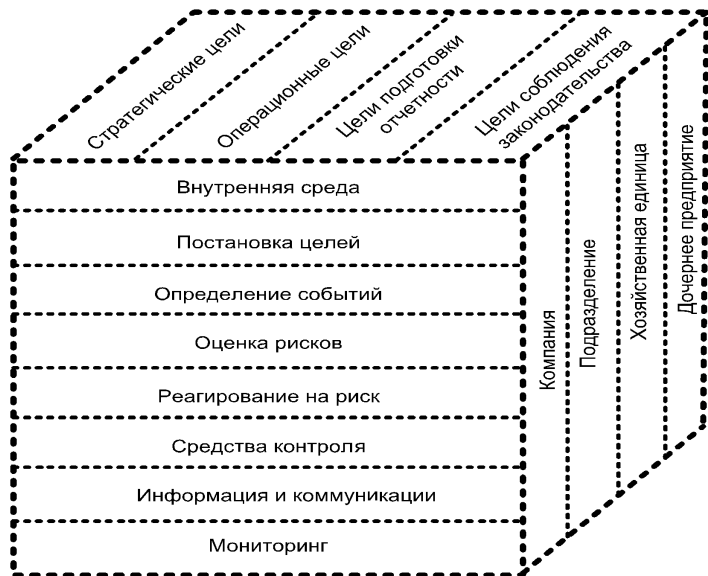 Стратегические цели
Операционные цели
Цели подготовки
отчетности
Цели соблюдения
законодательства
Внутренняя среда
Постановка целей
Определение событий
Оценка рисков
Реагирование на риск
Средства контроля
Информация и коммуникации
Мониторинг
Компания
Подразделение
Хозяйственная единица
Дочернее предприятие